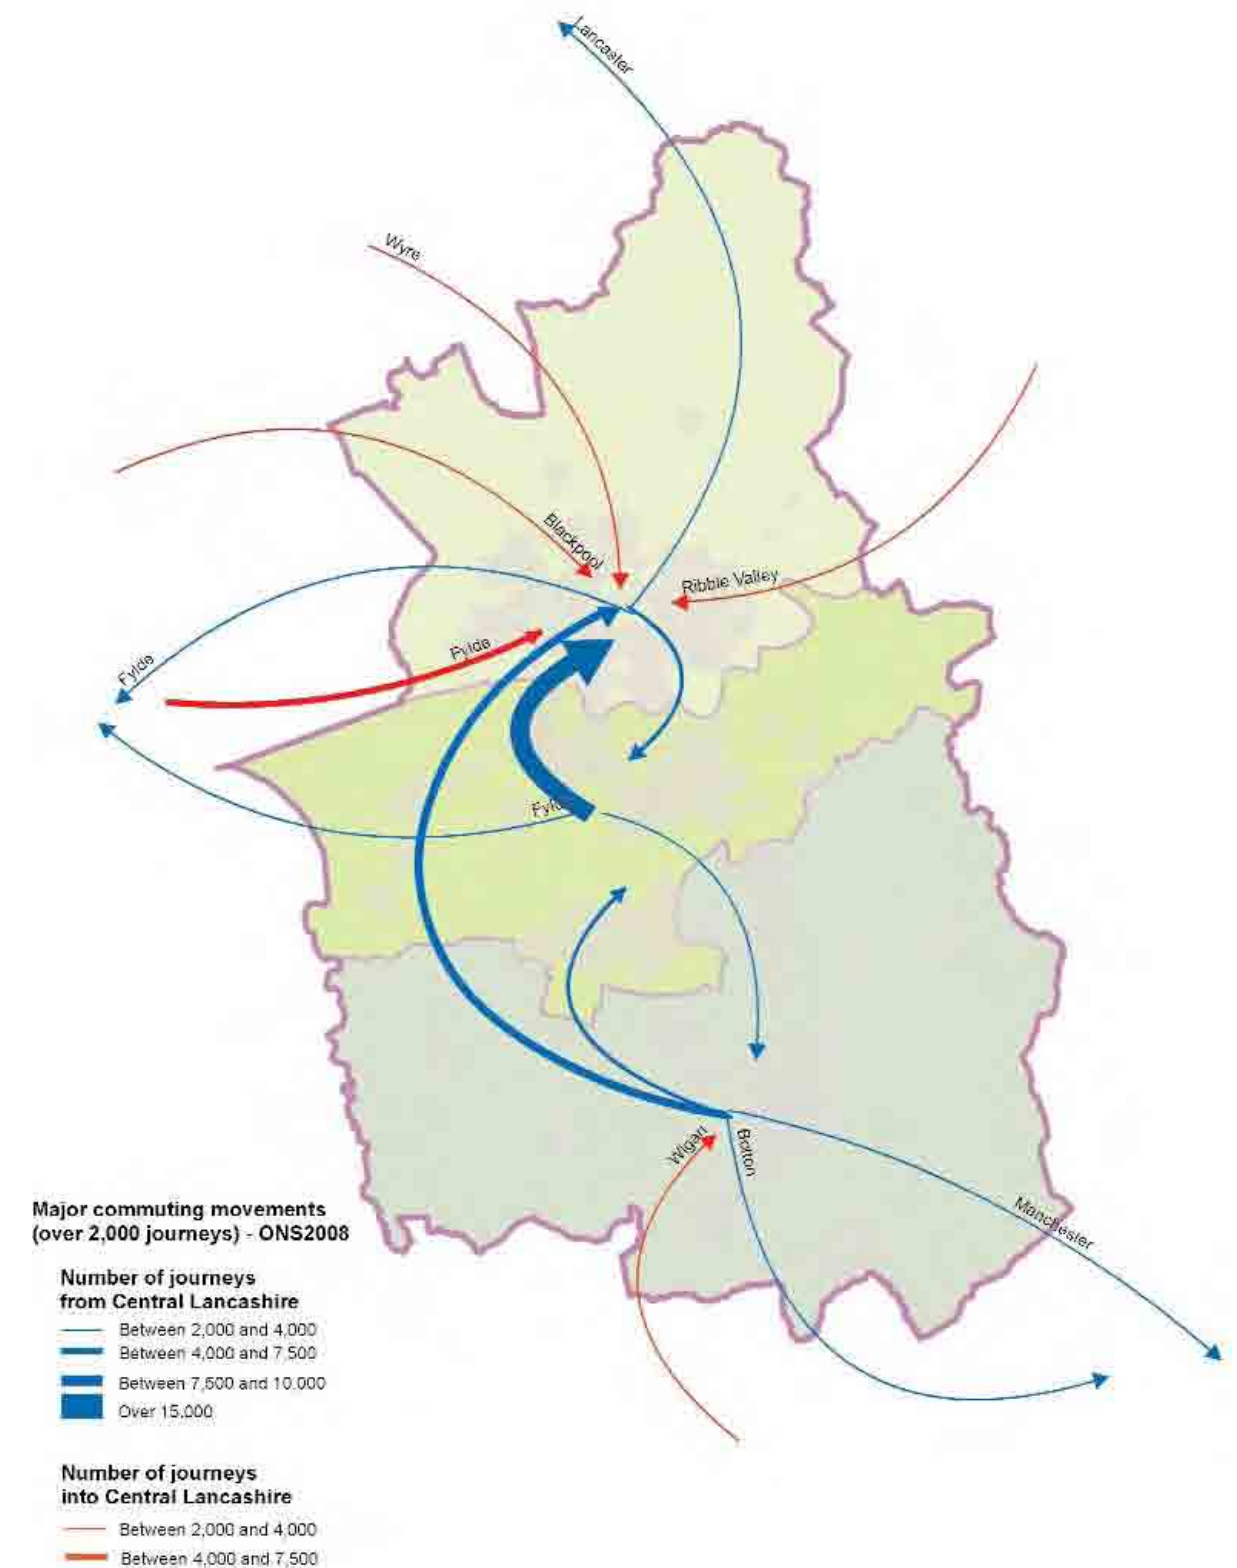 Lancaster
Wyre
Blackpool
Ribble Valley
Fylde
Fylde
Fylde
Wigan
Bolton
Manchester
Major commuting movements
(over 2,000 journeys) - ONS2008
Number of journeys
from Central Lancashire
Between 2,000 and 4,000
Between 4,000 and 7,500
Between 7,500 and 10,000
Over 15,000
Number of journeys
into Central Lancashire
Between 2,000 and 4,000
Between 4,000 and 7,500